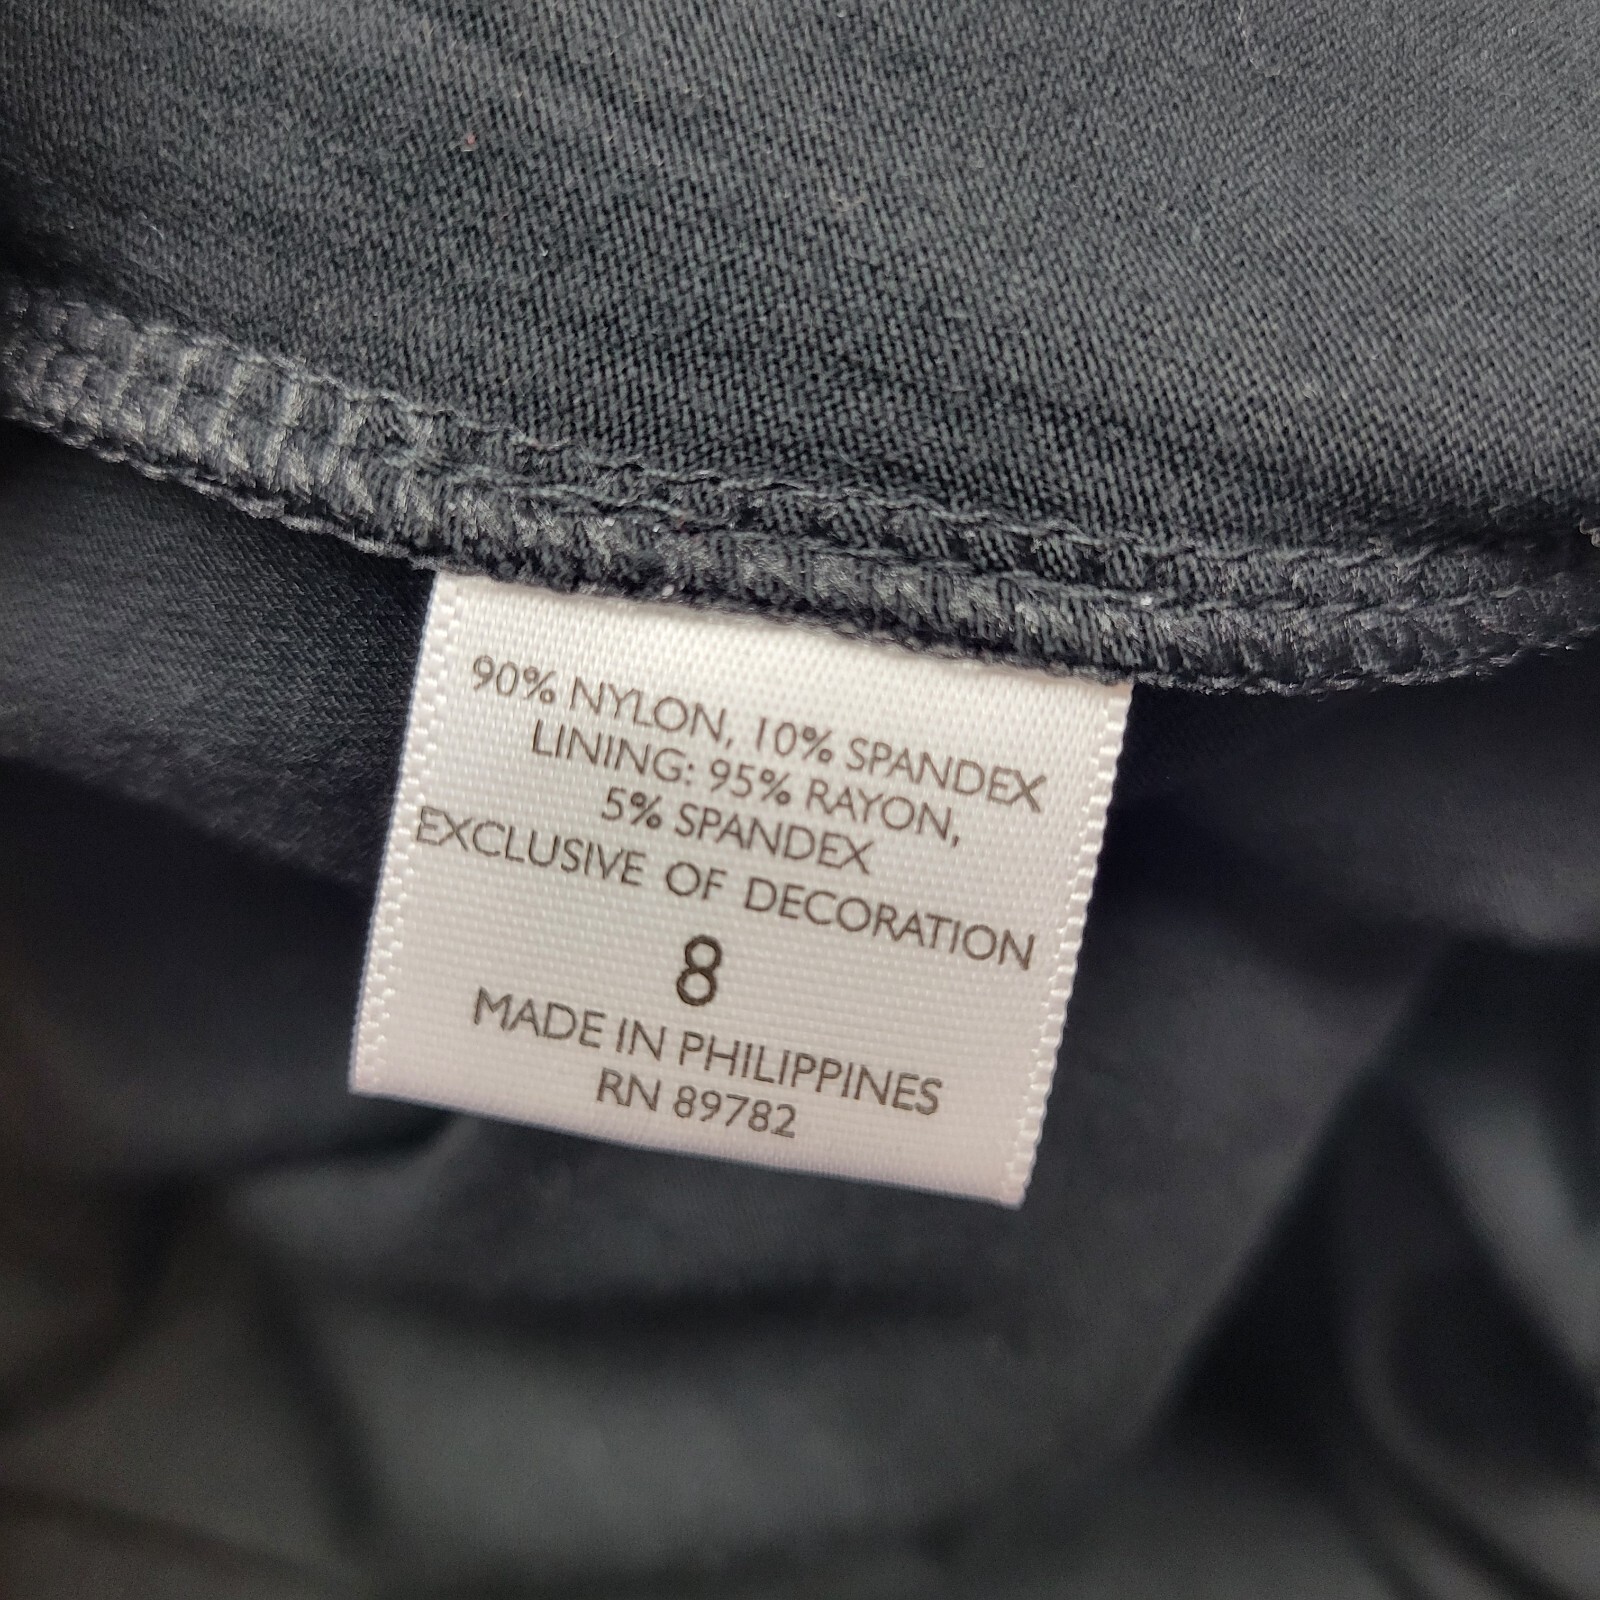 90% NYLON, 10% SPANDEX
LINING: 95% RAYON,
5% SPANDEX
EXCLUSIVE OF DECORATION
8
MADE IN PHILIPPINES
RN 89782